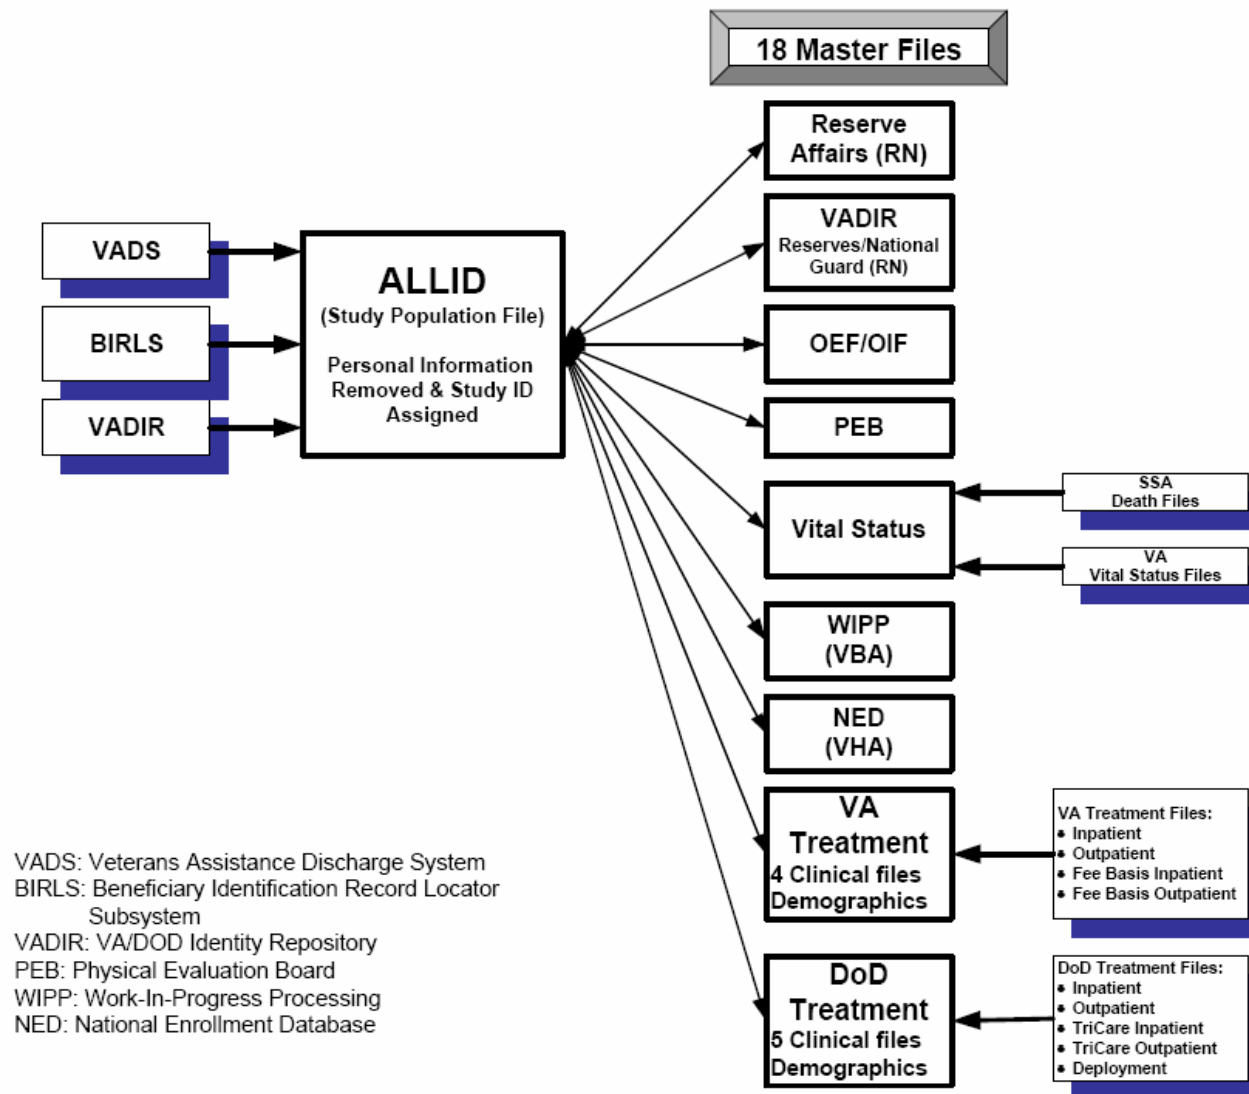 18 Master Files
Reserve
Affairs (RN)
VADIR
Reserves/National
Guard (RN)
OEF/OIF
PEB
Vital Status
WIPP
(VBA)
NED
(VHA)
VA
Treatment
4 Clinical files
Demographics
DoD
Treatment
5 Clinical files
Demographics
VADS
BIRLS
VADIR
ALLID
(Study Population File)
Personal Information
Removed & Study ID
Assigned
SSA
Death Files
VA
Vital Status Files
VA Treatment Files:
• Inpatient
• Outpatient
• Fee Basis Inpatient
• Fee Basis Outpatient
DoD Treatment Files:
• Inpatient
• Outpatient
• TriCare Inpatient
• TriCare Outpatient
• Deployment
VADS: Veterans Assistance Discharge System
BIRLS: Beneficiary Identification Record Locator
Subsystem
VADIR: VA/DOD Identity Repository
PEB: Physical Evaluation Board
WIPP: Work-In-Progress Processing
NED: National Enrollment Database